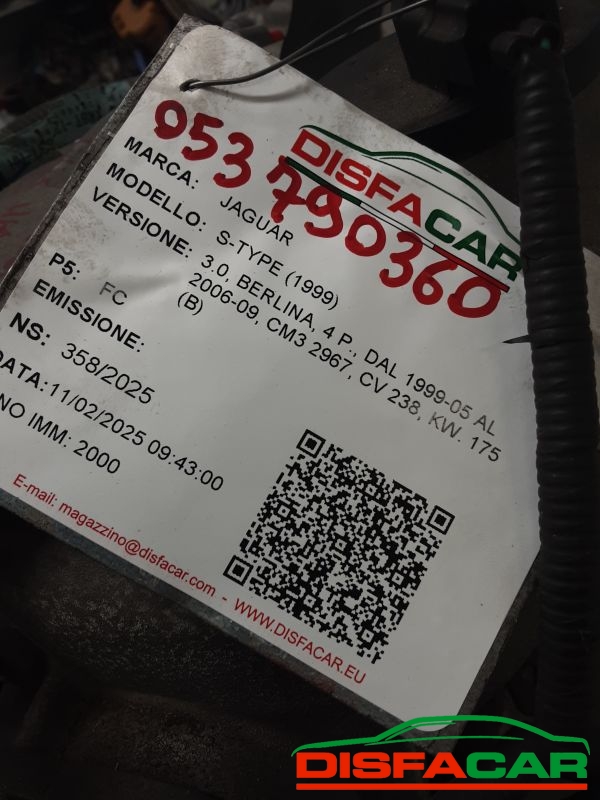 053 790360
DISFACAR
MARCA: JAGUAR
MODELLO: S-TYPE (1999)
VERSIONE: 3.0, BERLINA, 4 P., DAL 1999-05 AL
2006-09, CM3 2967, CV 238, KW. 175
(B)
P5: FC
EMISSIONE:
NS: 358/2025
DATA: 11/02/2025 09:43:00
NO IMM: 2000
E-mail: magazzino@disfacar.com - WWW.DISFACAR.EU
DISFACAR